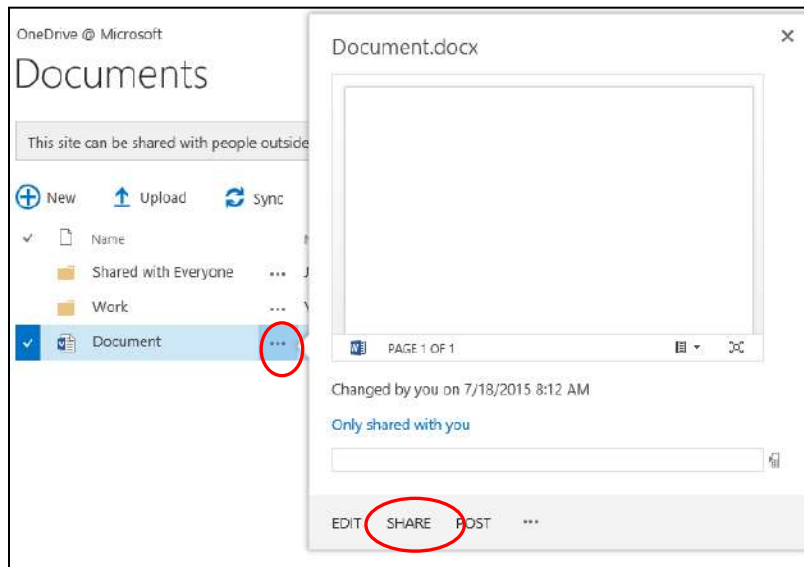 OneDrive @ Microsoft
Documents
This site can be shared with people outside
New Upload Sync
Name
Shared with Everyone ...
Work ...
Document ...
Document.docx
PAGE 1 OF 1
Changed by you on 7/18/2015 8:12 AM
Only shared with you
EDIT SHARE POST ...